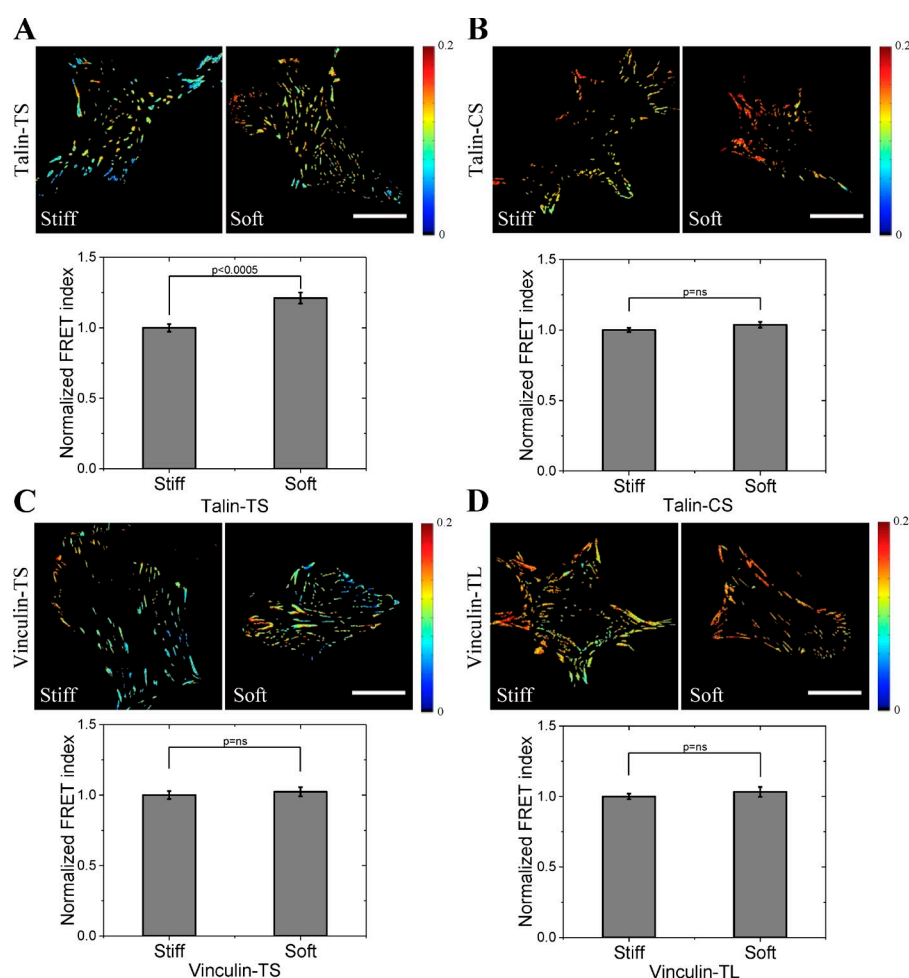 A
Talin-TS
Stiff
Soft
0.2
0
Normalized FRET index
1.5
1.0
0.5
0.0
p<0.0005
Stiff
Soft
Talin-TS
B
Talin-CS
Stiff
Soft
0.2
0
Normalized FRET index
1.5
1.0
0.5
0.0
p=ns
Stiff
Soft
Talin-CS
C
Vinculin-TS
Stiff
Soft
0.2
0
Normalized FRET index
1.5
1.0
0.5
0.0
p=ns
Stiff
Soft
Vinculin-TS
D
Vinculin-TL
Stiff
Soft
0.2
0
Normalized FRET index
1.5
1.0
0.5
0.0
p=ns
Stiff
Soft
Vinculin-TL